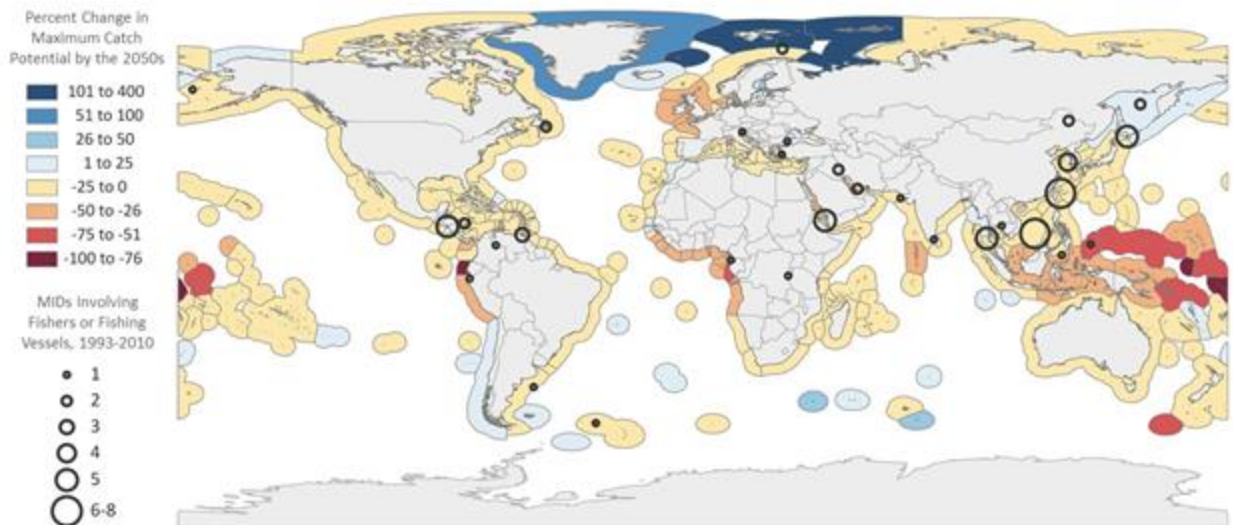 Percent Change in
Maximum Catch
Potential by the 2050s
101 to 400
51 to 100
26 to 50
1 to 25
-25 to 0
-50 to -26
-75 to -51
-100 to -76
MIDs Involving
Fishers or Fishing
Vessels, 1993-2010
1
2
3
4
5
6-8